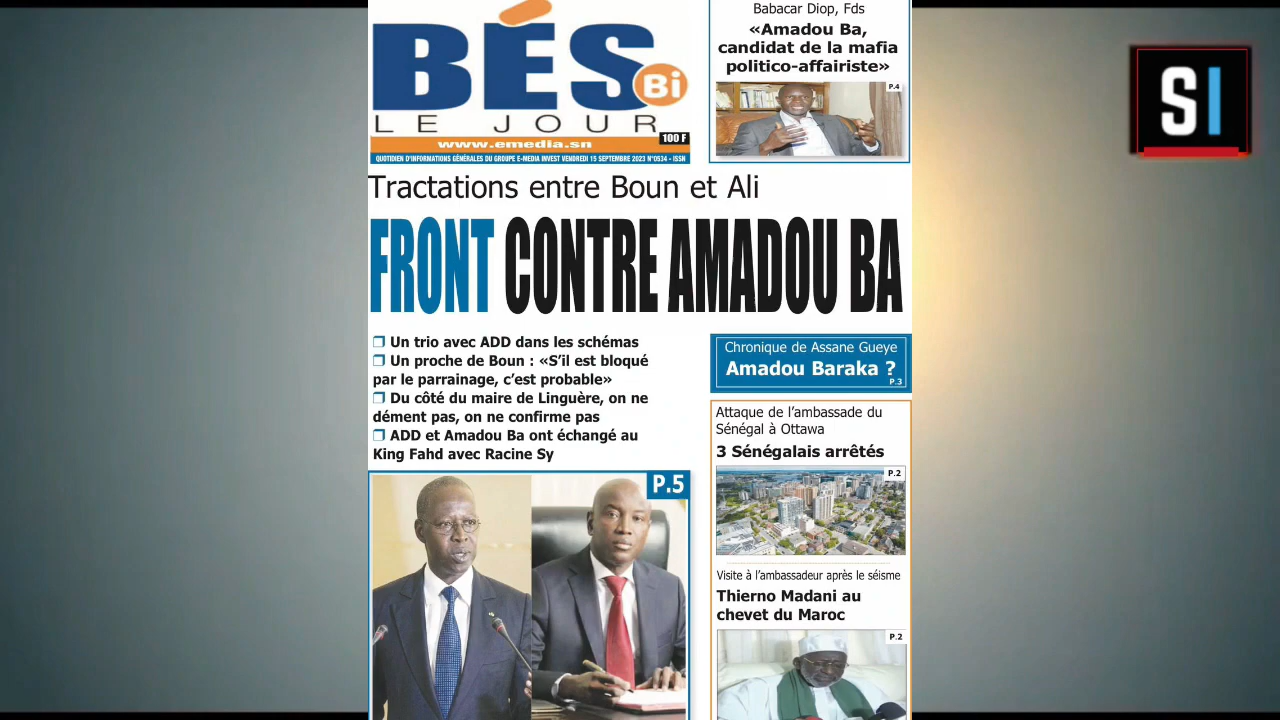 BÉS
Bi
LE JOUR
100 F
www.emedia.sn
QUOTIDIEN D'INFORMATIONS GÉNÉRALES DU GROUPE E-MEDIA INVEST VENDREDI 15 SEPTEMBRE 2023 N°0534 - ISSN
Babacar Diop, Fds
«Amadou Ba,
candidat de la mafia
politico-affairiste»
P.4
SI
Tractations entre Boun et Ali
FRONT CONTRE AMADOU BA
❒ Un trio avec ADD dans les schémas
❒ Un proche de Boun : «S'il est bloqué
par le parrainage, c'est probable»
❒ Du côté du maire de Linguère, on ne
dément pas, on ne confirme pas
❒ ADD et Amadou Ba ont échangé au
King Fahd avec Racine Sy
P.5
Chronique de Assane Gueye
Amadou Baraka ?
P.3
Attaque de l'ambassade du
Sénégal à Ottawa
3 Sénégalais arrêtés
P.2
Visite à l'ambassadeur après le séisme
Thierno Madani au
chevet du Maroc
P.2